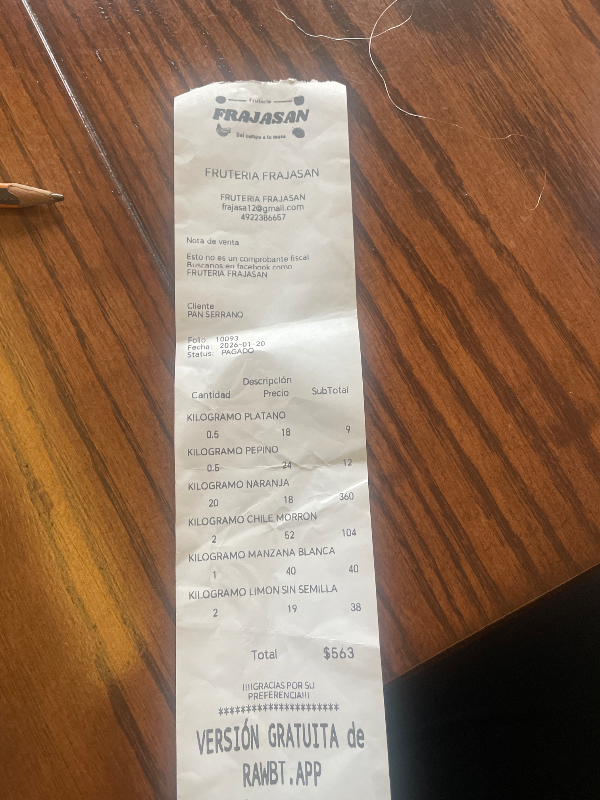 Frutería
FRAJASAN
Del campo a tu mesa
FRUTERIA FRAJASAN
FRUTERIA FRAJASAN
frajasa12@gmail.com
4922386657
Nota de venta
Esto no es un comprobante fiscal
Buscanos en facebook como
FRUTERIA FRAJASAN
Cliente
PAN SERRANO
Folio: 10093
Fecha: 2026-01-20
Status: PAGADO
Descripción
Cantidad Precio SubTotal
KILOGRAMO PLATANO
0.5 18 9
KILOGRAMO PEPINO
0.5 24 12
KILOGRAMO NARANJA
20 18 360
KILOGRAMO CHILE MORRON
2 52 104
KILOGRAMO MANZANA BLANCA
1 40 40
KILOGRAMO LIMON SIN SEMILLA
2 19 38
Total $563
!!!GRACIAS POR SU
PREFERENCIA!!!
************************
VERSIÓN GRATUITA de
RAWBT.APP